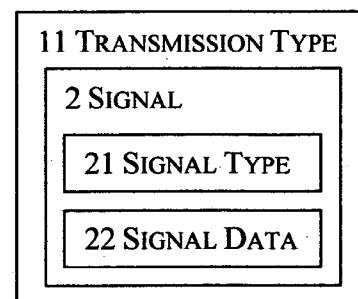 11 TRANSMISSION TYPE
2 SIGNAL
21 SIGNAL TYPE
22 SIGNAL DATA